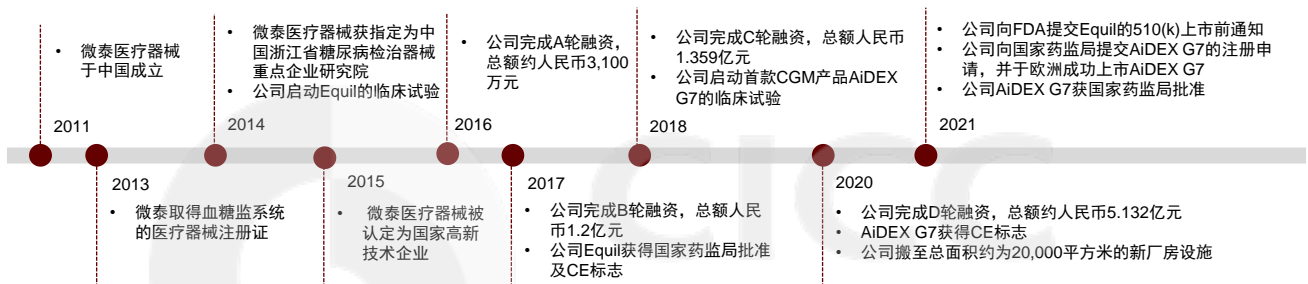 • 微泰医疗器械
于中国成立
2011
2013
• 微泰取得血糖监系统
的医疗器械注册证
• 微泰医疗器械获指定为中
国浙江省糖尿病检治器械
重点企业研究院
• 公司启动Equil的临床试验
2014
2015
• 微泰医疗器械被
认定为国家高新
技术企业
• 公司完成A轮融资，
总额约人民币3,100
万元
2016
2017
• 公司完成B轮融资，总额人民
币1.2亿元
• 公司Equil获得国家药监局批准
及CE标志
• 公司完成C轮融资，总额人民币
1.359亿元
• 公司启动首款CGM产品AiDEX
G7的临床试验
2018
2020
• 公司完成D轮融资，总额约人民币5.132亿元
• AiDEX G7获得CE标志
• 公司搬至总面积约为20,000平方米的新厂房设施
• 公司向FDA提交Equil的510(k)上市前通知
• 公司向国家药监局提交AiDEX G7的注册申
请，并于欧洲成功上市AiDEX G7
• 公司AiDEX G7获国家药监局批准
2021
CICC